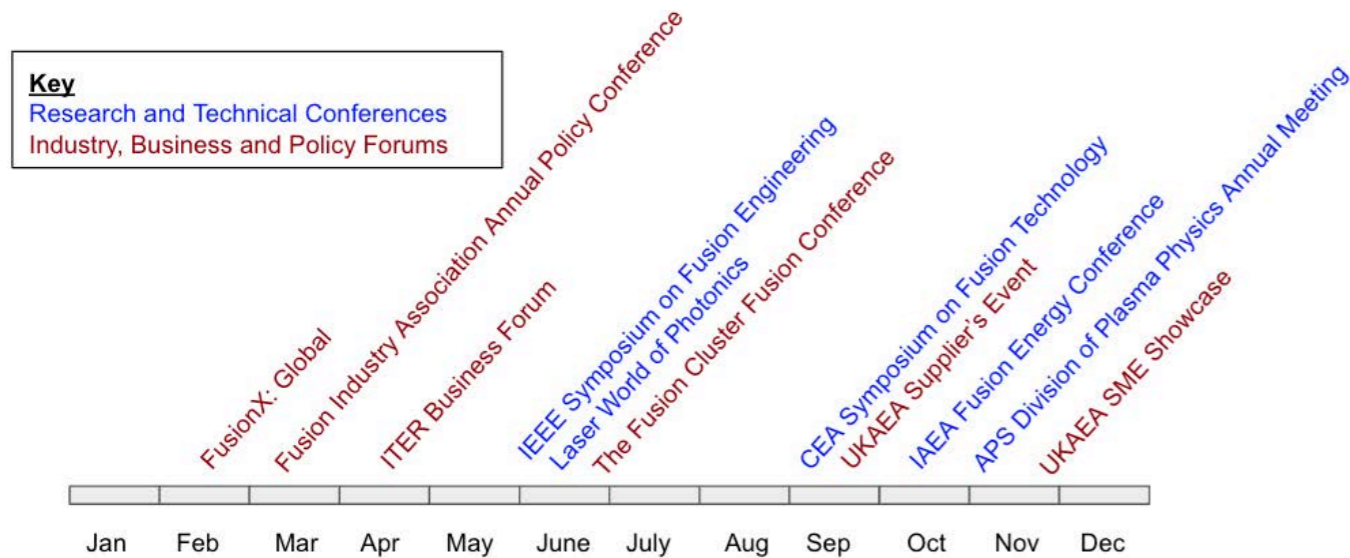 Key
Research and Technical Conferences
Industry, Business and Policy Forums
FusionX: Global
Fusion Industry Association Annual Policy Conference
ITER Business Forum
IEEE Symposium on Fusion Engineering
Laser World of Photonics
The Fusion Cluster Fusion Conference
CEA Symposium on Fusion Technology
UKAEA Supplier’s Event
IAEA Fusion Energy Conference
APS Division of Plasma Physics Annual Meeting
UKAEA SME Showcase
Jan Feb Mar Apr May June July Aug Sep Oct Nov Dec